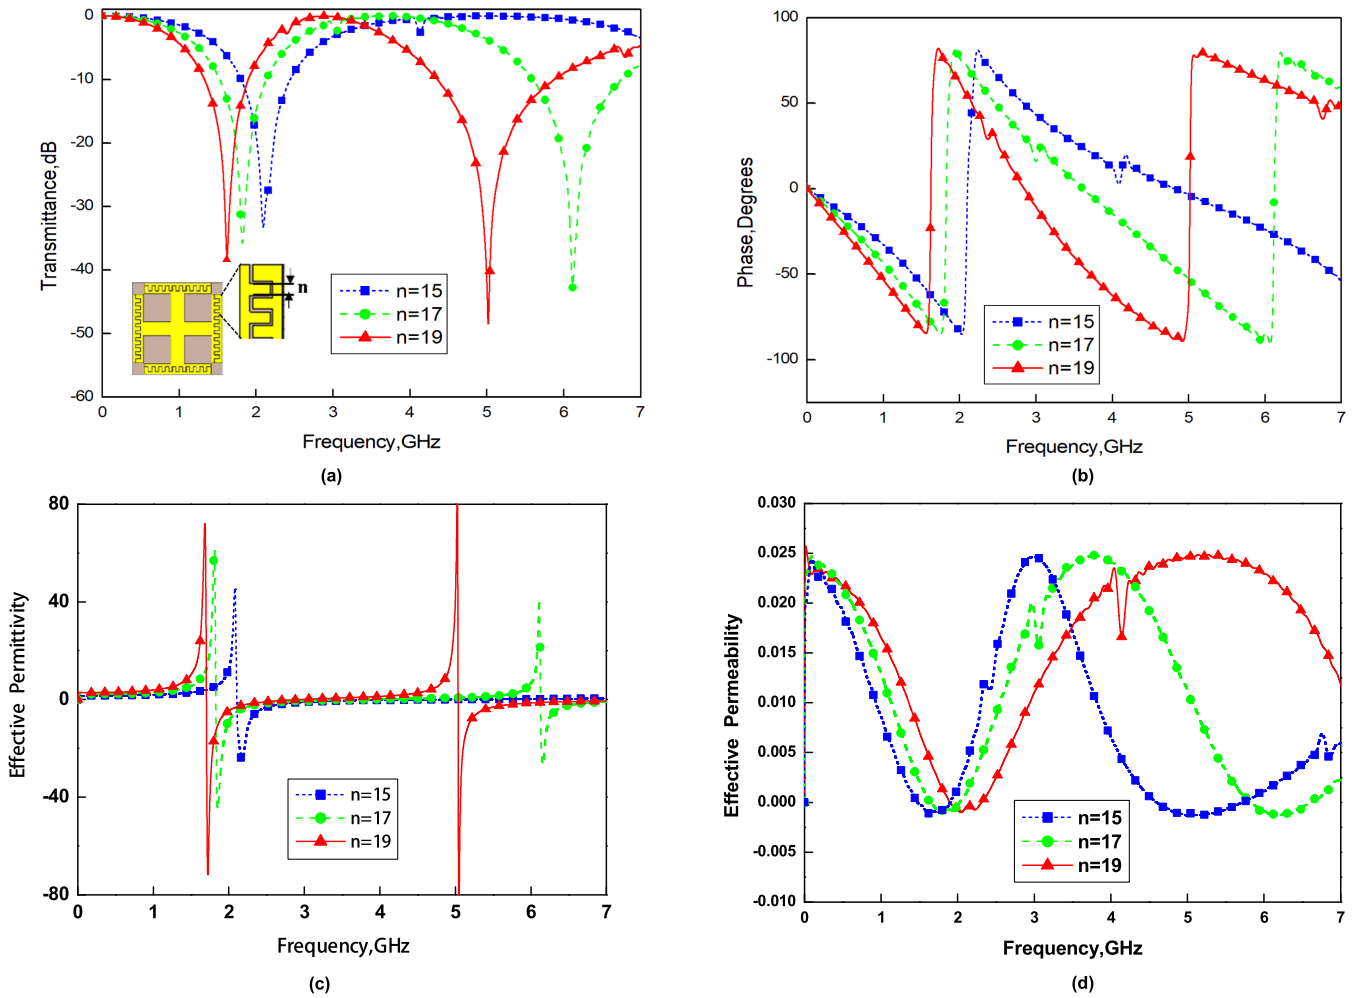 0
-10
-20
-30
-40
-50
-60
Transmittance,dB
n
n=15
n=17
n=19
0 1 2 3 4 5 6 7
Frequency,GHz
(a)
100
50
0
-50
-100
Phase,Degrees
n=15
n=17
n=19
0 1 2 3 4 5 6 7
Frequency,GHz
(b)
80
40
0
-40
-80
Effective Permittivity
n=15
n=17
n=19
0 1 2 3 4 5 6 7
Frequency,GHz
(c)
0.030
0.025
0.020
0.015
0.010
0.005
0.000
-0.005
-0.010
Effective Permeability
n=15
n=17
n=19
0 1 2 3 4 5 6 7
Frequency,GHz
(d)